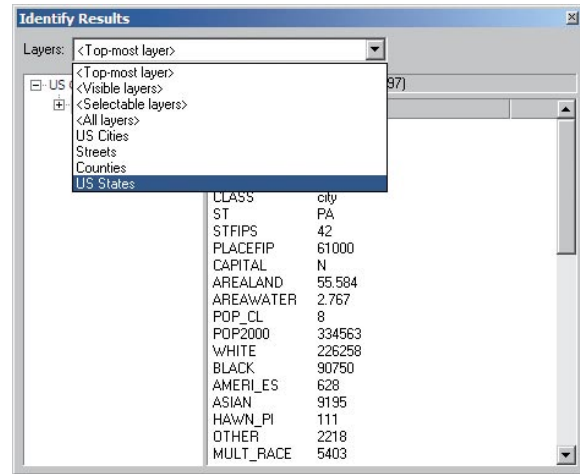 Identify Results
Layers: <Top-most layer>
<Top-most layer>
<Visible layers>
<Selectable layers>
<All layers>
US Cities
Streets
Counties
US States
US
97)
CLASS city
ST PA
STFIPS 42
PLACEFIP 61000
CAPITAL N
AREALAND 55.584
AREAWATER 2.767
POP_CL 8
POP2000 334563
WHITE 226258
BLACK 90750
AMERI_ES 628
ASIAN 9195
HAWN_PI 111
OTHER 2218
MULT_RACE 5403